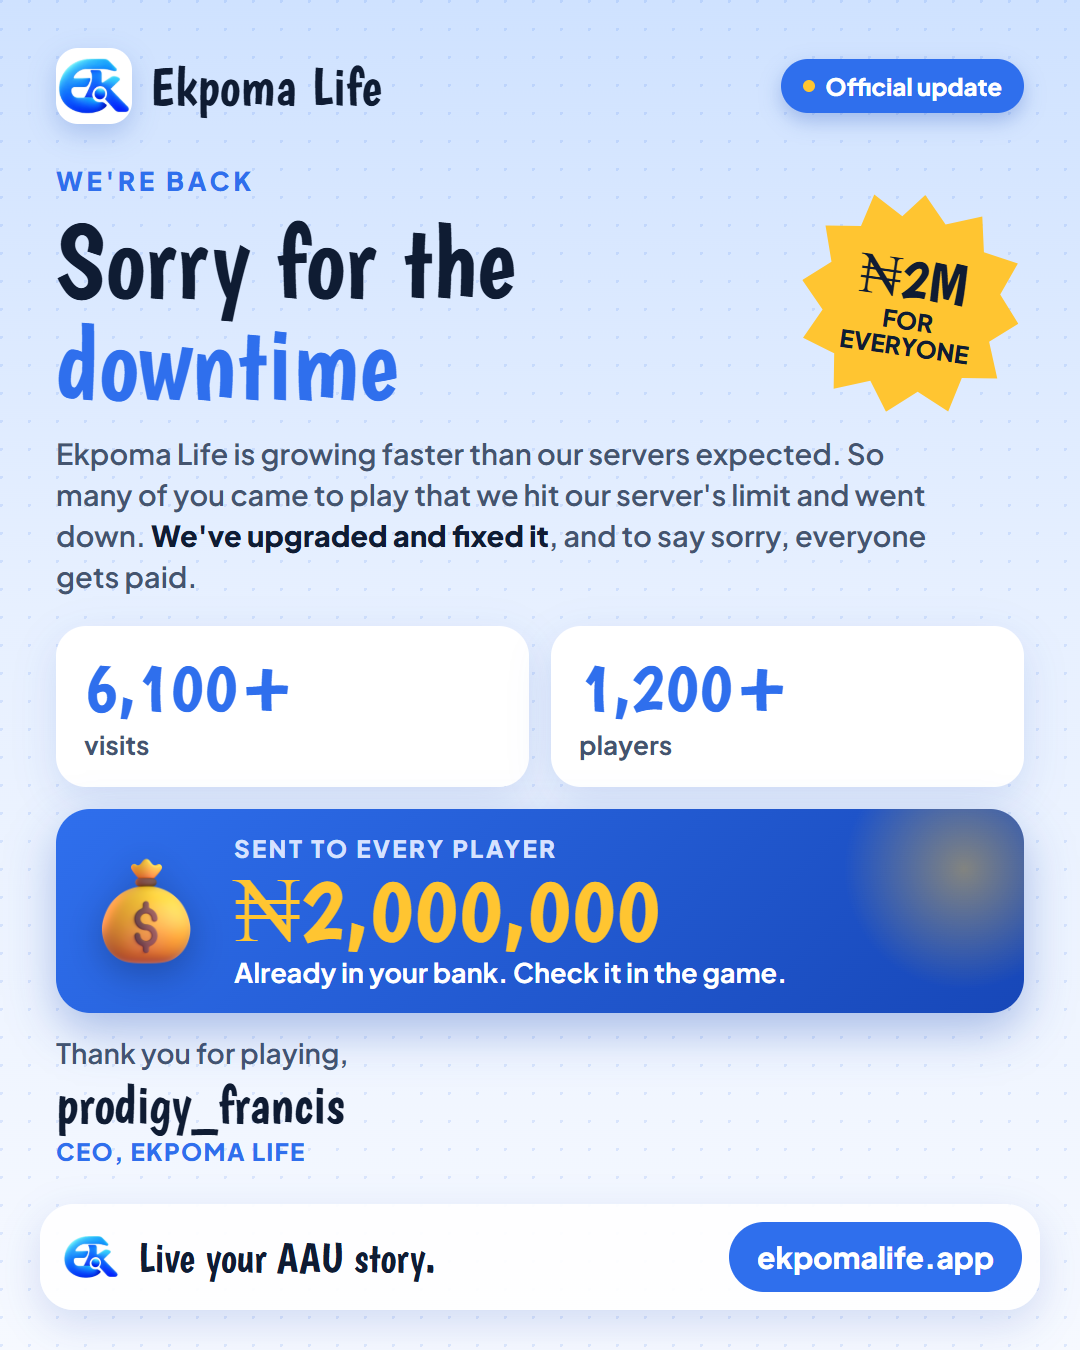 Ek
Ekpoma Life
Official update
WE'RE BACK
Sorry for the
downtime
₦2M
FOR
EVERYONE
Ekpoma Life is growing faster than our servers expected. So
many of you came to play that we hit our server's limit and went
down. We've upgraded and fixed it, and to say sorry, everyone
gets paid.
6,100+
visits
1,200+
players
$
SENT TO EVERY PLAYER
₦2,000,000
Already in your bank. Check it in the game.
Thank you for playing,
prodigy_francis
CEO, EKPOMA LIFE
Ek
Live your AAU story.
ekpomalife.app